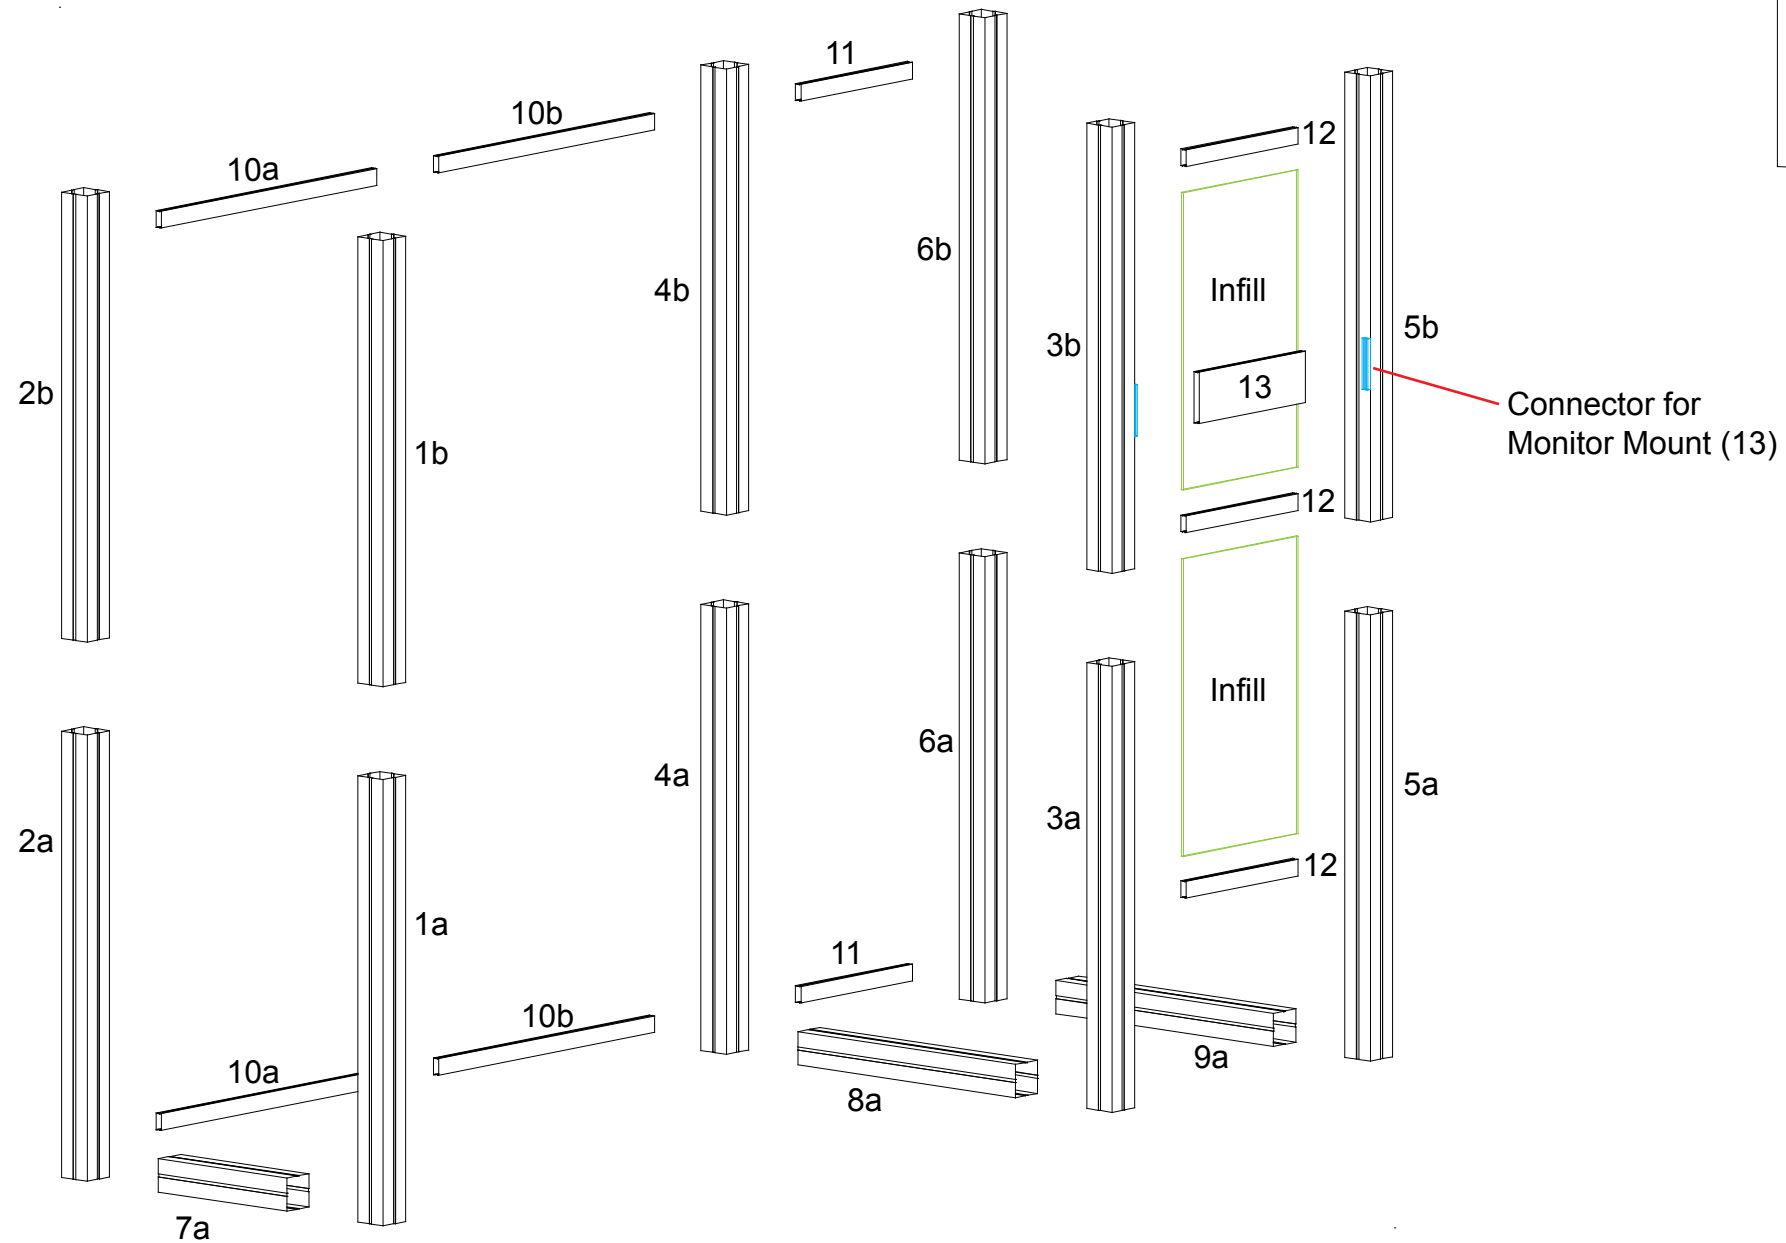 11
10b
12
10a
6b
4b
Infill
5b
3b
2b
13
Connector for
Monitor Mount (13)
1b
12
Infill
6a
4a
5a
3a
2a
12
1a
11
10b
9a
10a
8a
7a